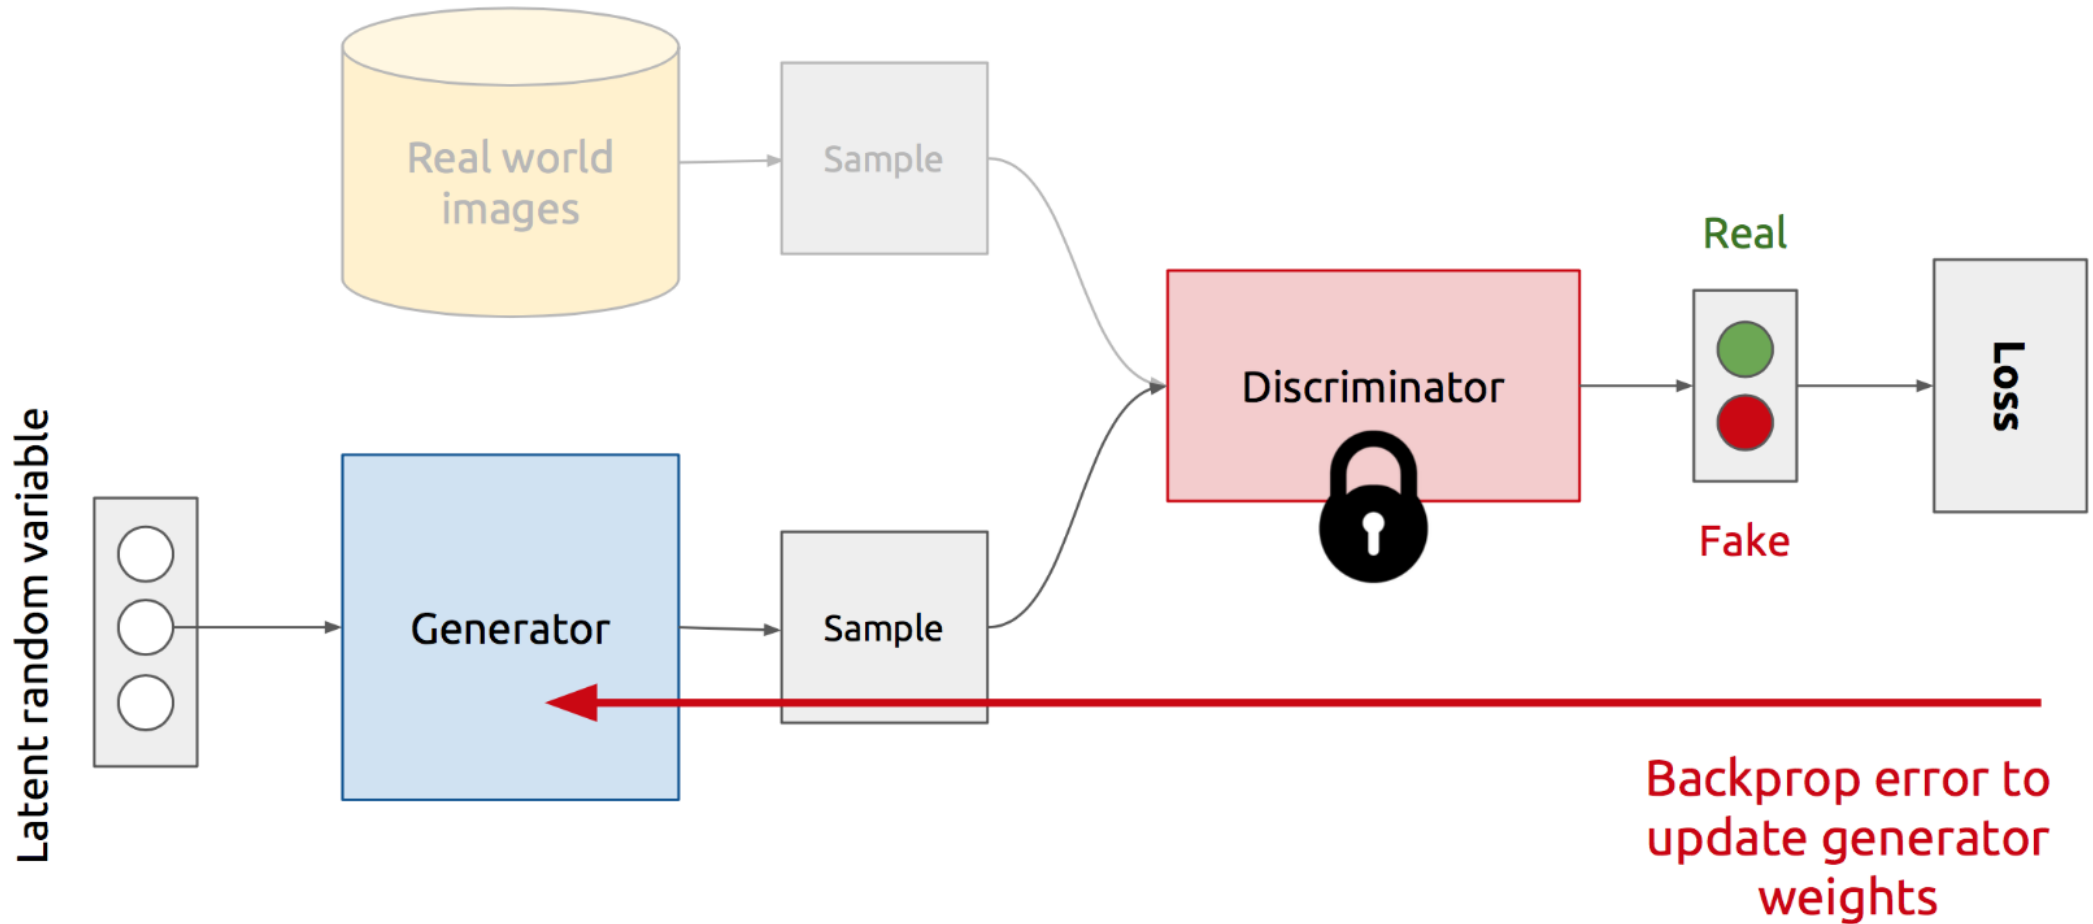 Real world
images
Sample
Real
Discriminator
Loss
Fake
Latent random variable
Generator
Sample
Backprop error to
update generator
weights